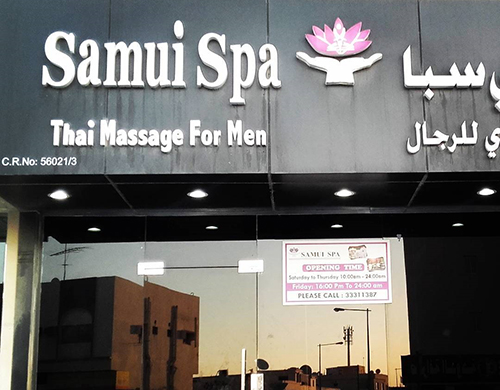 Samui Spa
ي سبا
Thai Massage For Men
ي للرجال
C.R.No: 56021/3
SAMUI SPA
OPENING TIME
Saturday to Thursday 10:00am - 24:00am
Friday: 16:00 Pm To 24:00 am
PLEASE CALL : 33311387